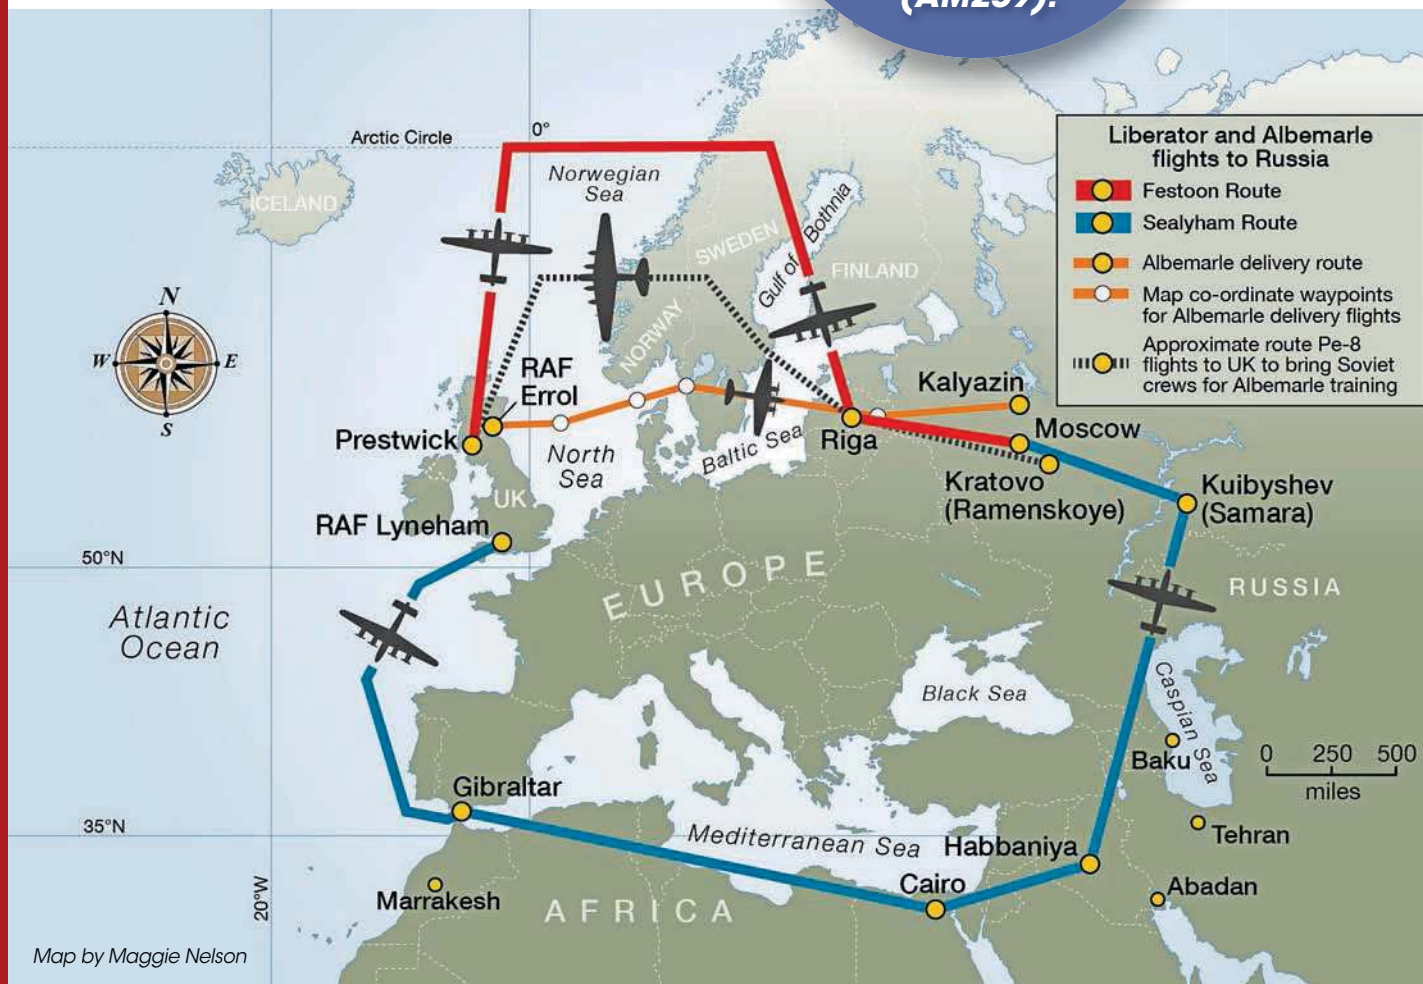 (AM259).
Arctic Circle
0°
Norwegian
Sea
ICELAND
SWEDEN
Gulf of Bothnia
FINLAND
NORWAY
Liberator and Albemarle
flights to Russia
Festoon Route
Sealyham Route
Albemarle delivery route
Map co-ordinate waypoints
for Albemarle delivery flights
Approximate route Pe-8
flights to UK to bring Soviet
crews for Albemarle training
N
W
E
S
RAF
Errol
Kalyazin
Prestwick
North
Sea
Baltic Sea
Riga
Moscow
Kratovo
(Ramenskoye)
Kuibyshev
(Samara)
UK
RAF Lyneham
50°N
EUROPE
RUSSIA
Atlantic
Ocean
Black Sea
Caspian Sea
Baku
0 250 500
miles
Gibraltar
35°N
Mediterranean Sea
Habbaniya
Tehran
Cairo
Abadan
Marrakesh
20°W
AFRICA
Map by Maggie Nelson